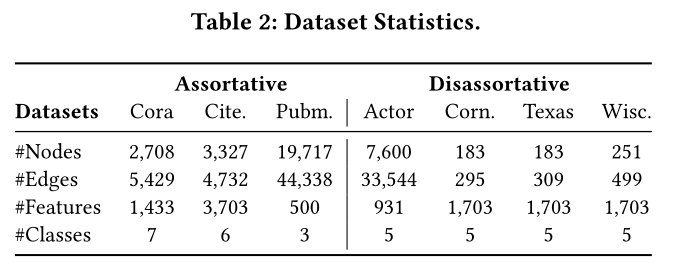 Table 2: Dataset Statistics.
Assortative Disassortative
Datasets Cora Cite. Pubm. Actor Corn. Texas Wisc.
#Nodes 2,708 3,327 19,717 7,600 183 183 251
#Edges 5,429 4,732 44,338 33,544 295 309 499
#Features 1,433 3,703 500 931 1,703 1,703 1,703
#Classes 7 6 3 5 5 5 5